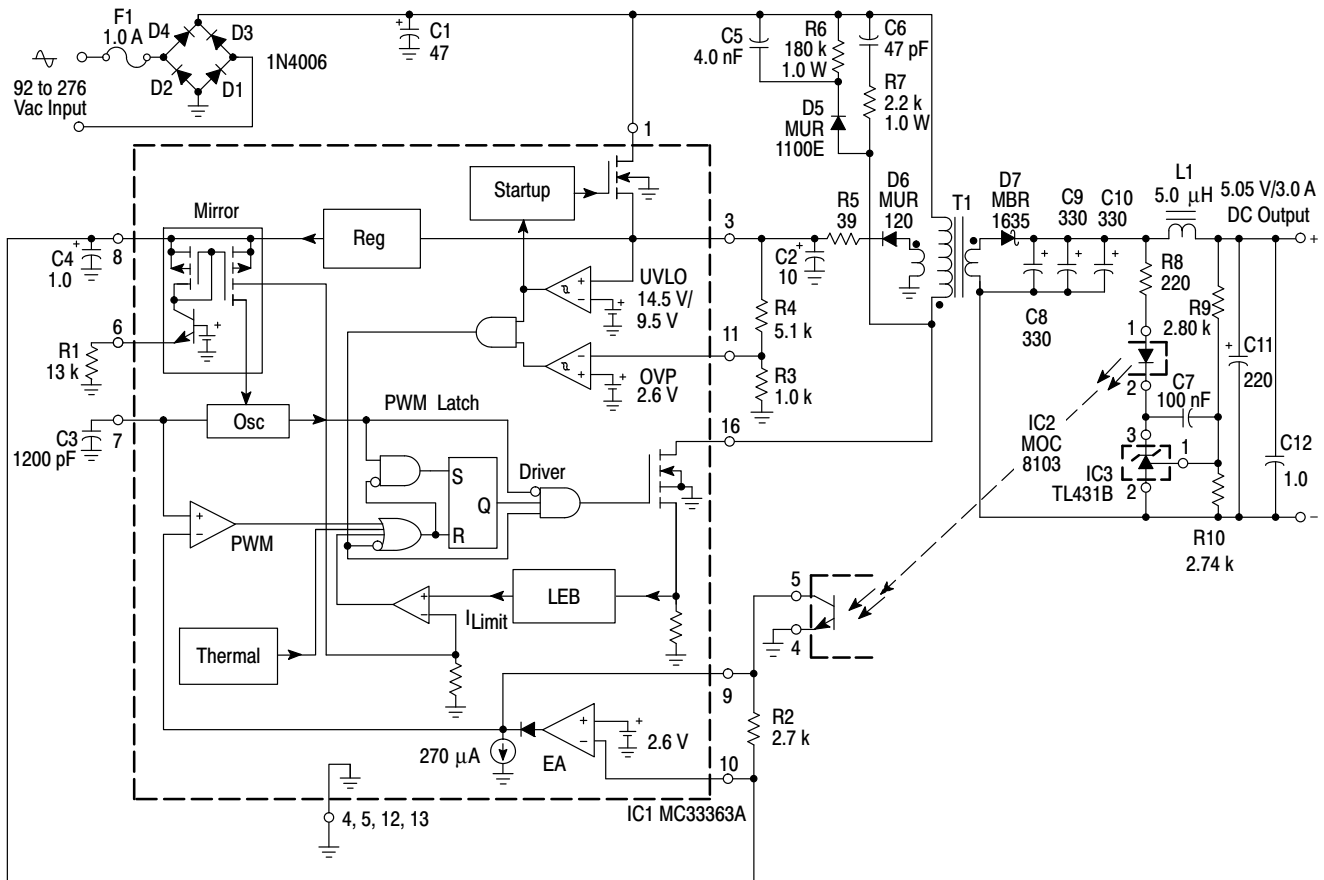 F1
1.0 A
D4
D3
D2
D1
1N4006
92 to 276
Vac Input
+
C1
47
C5
4.0 nF
R6
180 k
1.0 W
C6
47 pF
R7
2.2 k
1.0 W
D5
MUR
1100E
1
Startup
Mirror
Reg
8
+
C4
1.0
6
R1
13 k
+
3
R5
39
D6
MUR
120
T1
D7
MBR
1635
C9
330
C10
330
L1
5.0 μH
5.05 V/3.0 A
DC Output
+
+
+
+
C2
+
10
C8
330
R8
220
R9
2.80 k
+
C11
220
C12
1.0
+
-
+
UVLO
14.5 V/
9.5 V
R4
5.1 k
11
-
+
+
OVP
2.6 V
R3
1.0 k
1
2
C7
100 nF
3
1
2
IC2
MOC
8103
IC3
TL431B
R10
2.74 k
−
Osc
PWM Latch
7
C3
1200 pF
16
S
Q
R
Driver
+
-
PWM
+
-
ILimit
LEB
Thermal
5
4
9
R2
2.7 k
10
270 μA
EA
+
-
+
2.6 V
4, 5, 12, 13
IC1 MC33363A